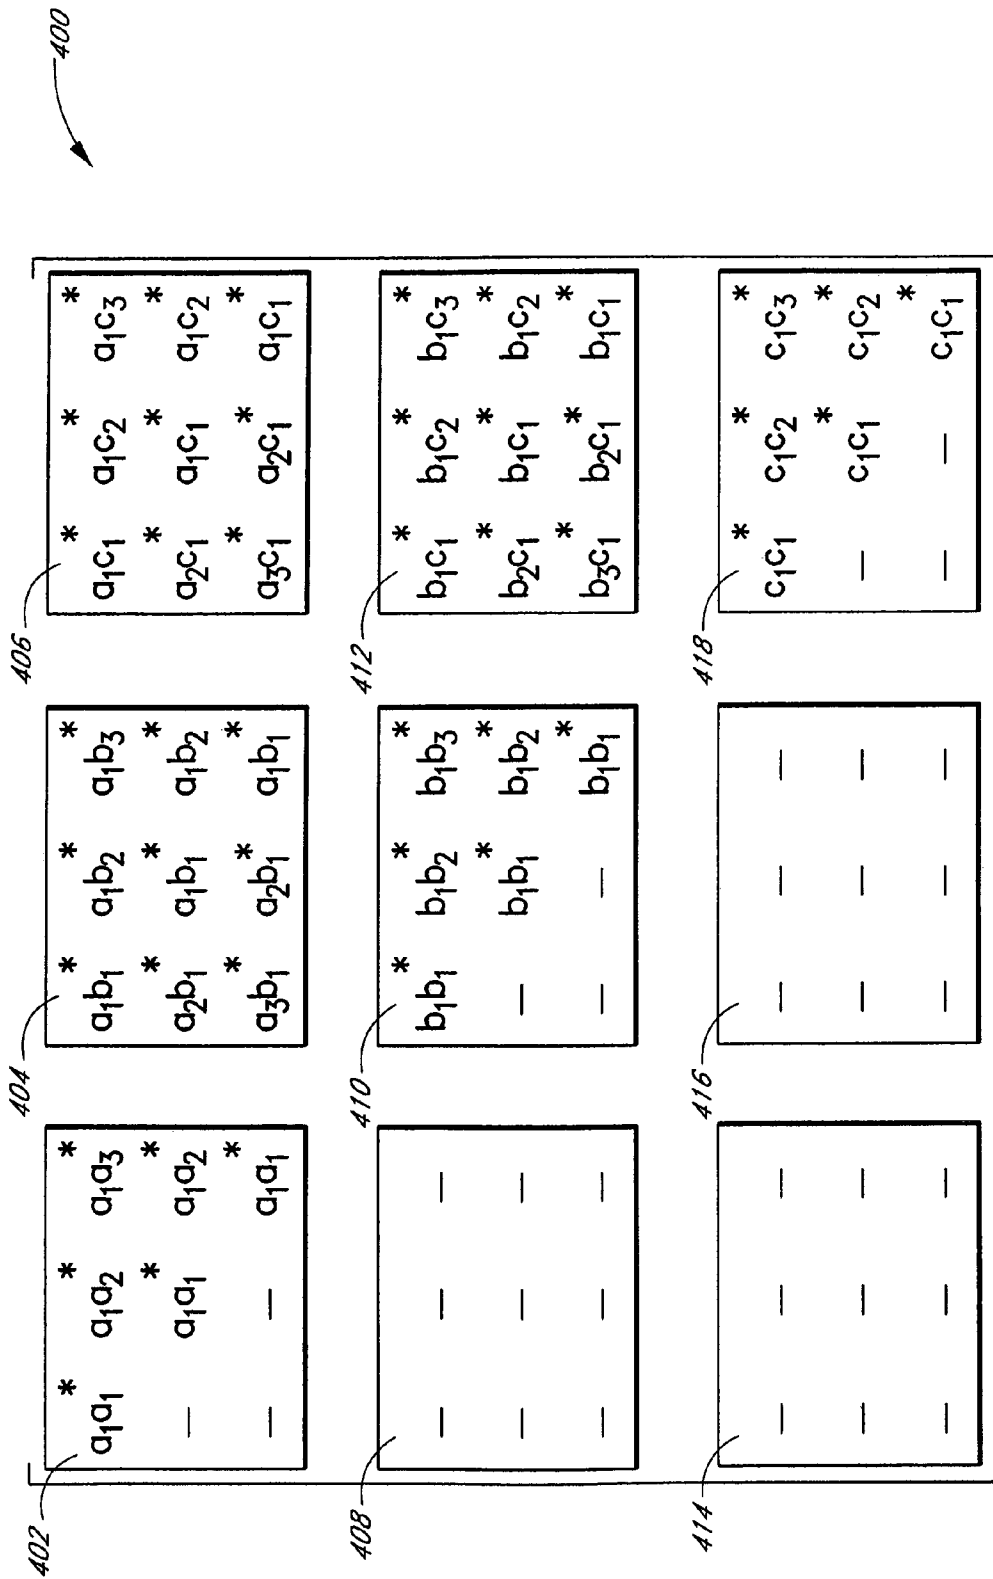 400
402 404 406
a₁a₁* a₁a₂* a₁a₃* a₁b₁* a₁b₂* a₁b₃* a₁c₁* a₁c₂* a₁c₃*
— a₁a₁* a₁a₂* a₂b₁* a₁b₁* a₁b₂* a₂c₁* a₁c₁* a₁c₂*
— — a₁a₁* a₃b₁* a₂b₁* a₁b₁* a₃c₁* a₂c₁* a₁c₁*
408 410 412
— — — b₁b₁* b₁b₂* b₁b₃* b₁c₁* b₁c₂* b₁c₃*
— — — — b₁b₁* b₁b₂* b₂c₁* b₁c₁* b₁c₂*
— — — — — b₁b₁* b₃c₁* b₂c₁* b₁c₁*
414 416 418
— — — — — — c₁c₁* c₁c₂* c₁c₃*
— — — — — — — c₁c₁* c₁c₂*
— — — — — — — — c₁c₁*